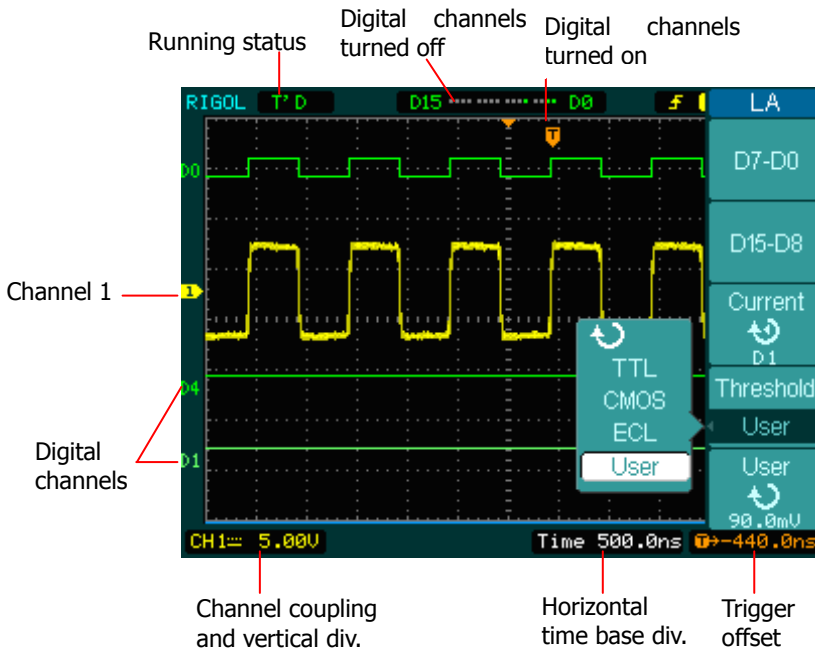 Running status
Digital channels
turned off
Digital channels
turned on
RIGOL T'D D15 D0 LA
D0
D7-D0
D15-D8
Channel 1
1
T
Current
D1
TTL
CMOS
ECL
User
Threshold
User
D4
Digital
channels
D1
User
90.0mV
CH1 5.00V Time 500.0ns T→-440.0ns
Channel coupling
and vertical div.
Horizontal
time base div.
Trigger
offset